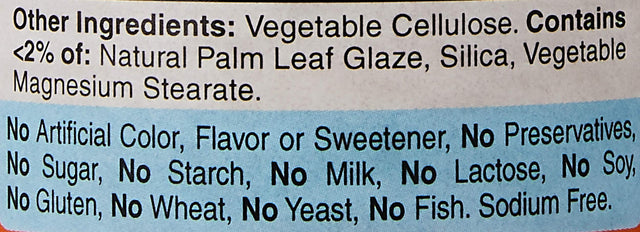 Other Ingredients: Vegetable Cellulose. Contains
<2% of: Natural Palm Leaf Glaze, Silica, Vegetable
Magnesium Stearate.
No Artificial Color, Flavor or Sweetener, No Preservatives,
No Sugar, No Starch, No Milk, No Lactose, No Soy,
No Gluten, No Wheat, No Yeast, No Fish. Sodium Free.